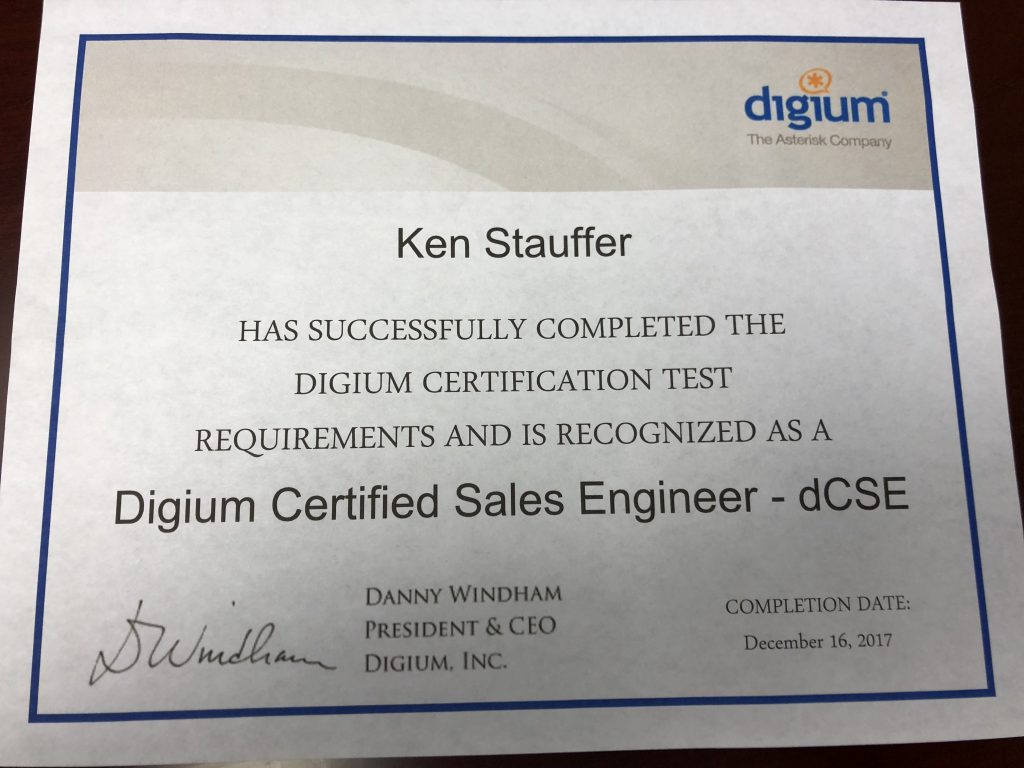 digium
The Asterisk Company
Ken Stauffer
HAS SUCCESSFULLY COMPLETED THE
DIGIUM CERTIFICATION TEST
REQUIREMENTS AND IS RECOGNIZED AS A
Digium Certified Sales Engineer - dCSE
DWindham
DANNY WINDHAM
PRESIDENT & CEO
DIGIUM, INC.
COMPLETION DATE:
December 16, 2017